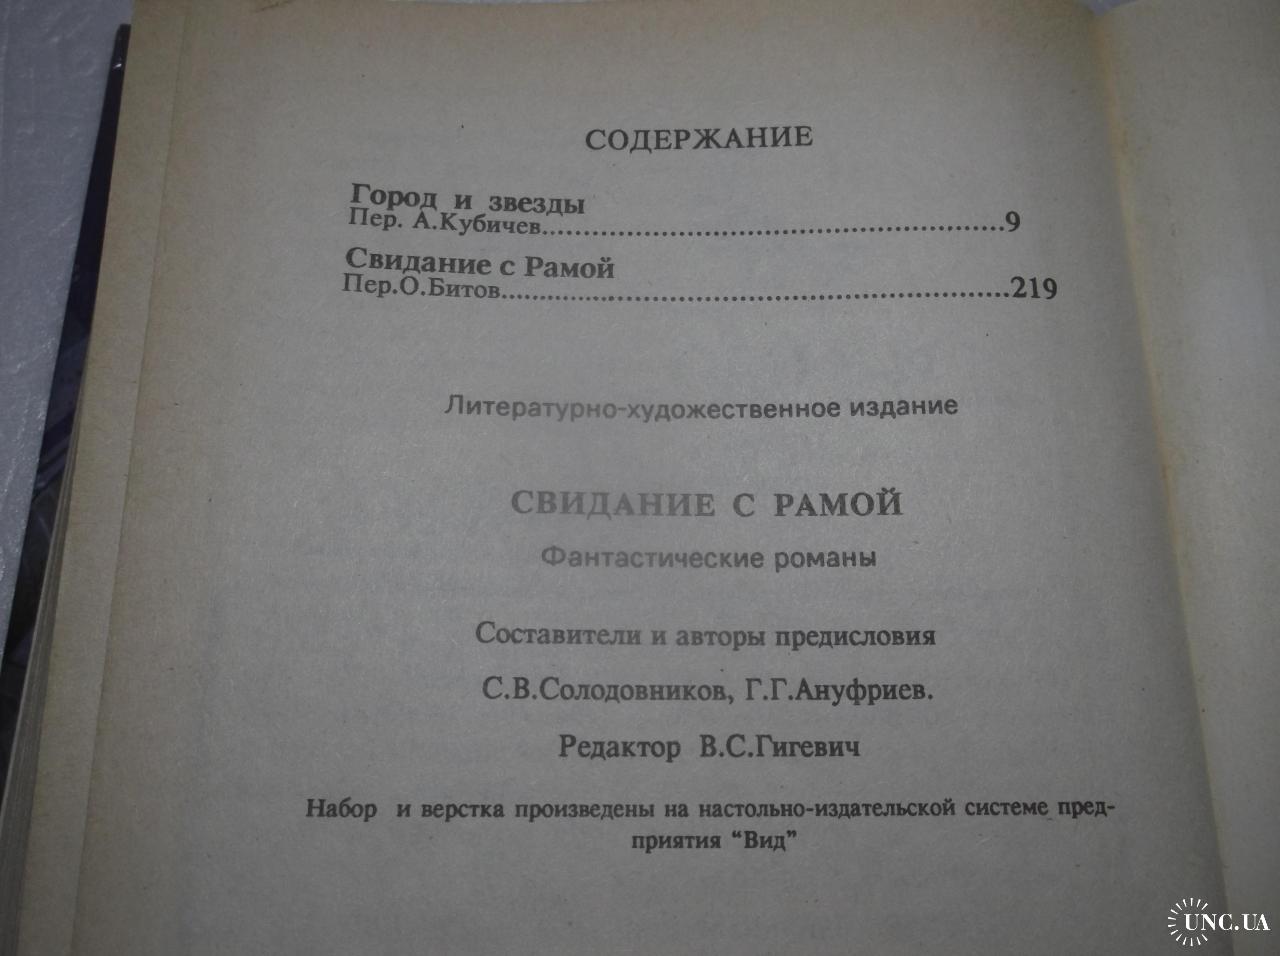 СОДЕРЖАНИЕ
Город и звезды
Пер. А.Кубичев........................................................9
Свидание с Рамой
Пер.О.Битов............................................................219
Литературно-художественное издание
СВИДАНИЕ С РАМОЙ
Фантастические романы
Составители и авторы предисловия
С.В.Солодовников, Г.Г.Ануфриев.
Редактор В.С.Гигевич
Набор и верстка произведены на настольно-издательской системе пред-
приятия “Вид”
UNC.UA